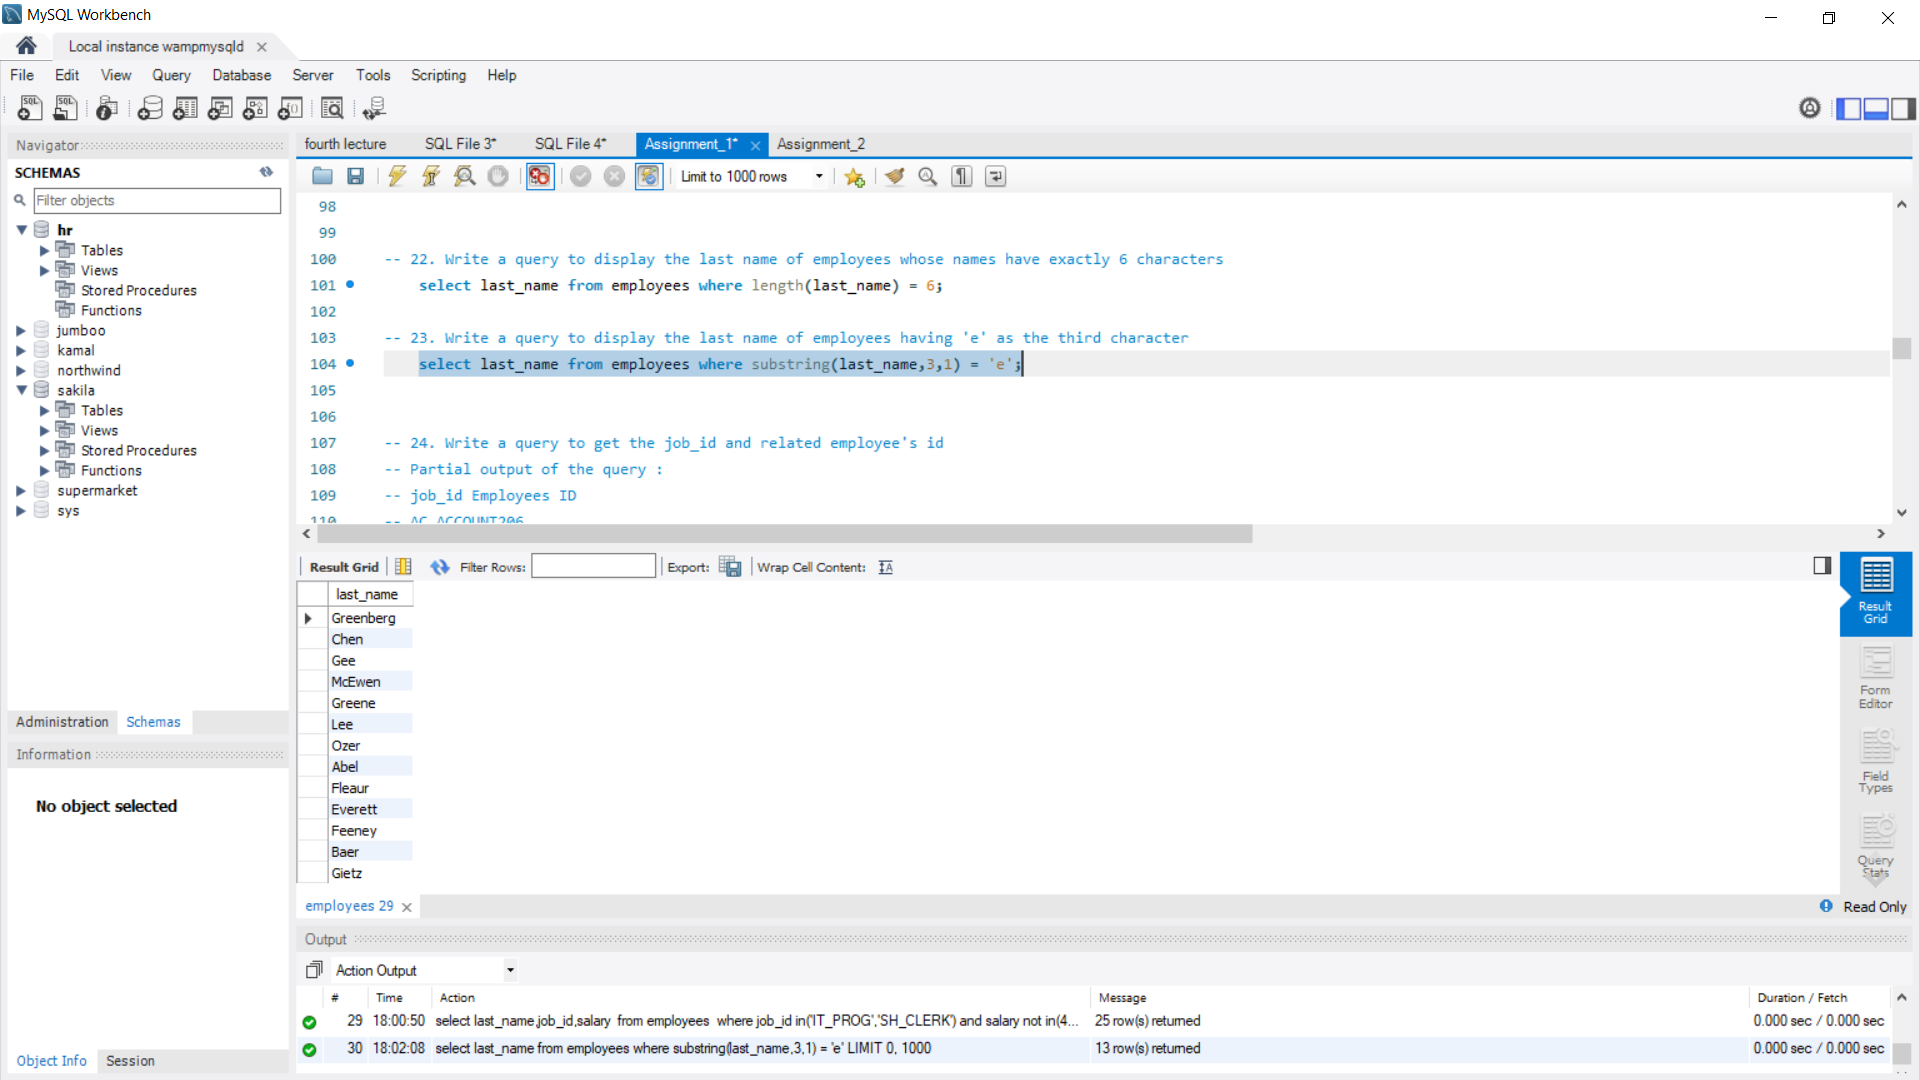 MySQL Workbench
Local instance wampmysqld
File Edit View Query Database Server Tools Scripting Help
Navigator
SCHEMAS
Filter objects
hr
Tables
Views
Stored Procedures
Functions
jumboo
kamal
northwind
sakila
Tables
Views
Stored Procedures
Functions
supermarket
sys
Administration Schemas
Information
No object selected
Object Info Session
fourth lecture SQL File 3* SQL File 4* Assignment_1* Assignment_2
Limit to 1000 rows
98
99
100 -- 22. Write a query to display the last name of employees whose names have exactly 6 characters
101 select last_name from employees where length(last_name) = 6;
102
103 -- 23. Write a query to display the last name of employees having 'e' as the third character
104 select last_name from employees where substring(last_name,3,1) = 'e';
105
106
107 -- 24. Write a query to get the job_id and related employee's id
108 -- Partial output of the query :
109 -- job_id Employees ID
110 -- AC_ACCOUNT206
Result Grid Filter Rows: Export: Wrap Cell Content:
last_name
Greenberg
Chen
Gee
McEwen
Greene
Lee
Ozer
Abel
Fleaur
Everett
Feeney
Baer
Gietz
Result
Grid
Form
Editor
Field
Types
Query
Stats
employees 29
Read Only
Output
Action Output
# Time Action Message Duration / Fetch
29 18:00:50 select last_name,job_id,salary from employees where job_id in('IT_PROG','SH_CLERK') and salary not in(4... 25 row(s) returned 0.000 sec / 0.000 sec
30 18:02:08 select last_name from employees where substring(last_name,3,1) = 'e' LIMIT 0, 1000 13 row(s) returned 0.000 sec / 0.000 sec